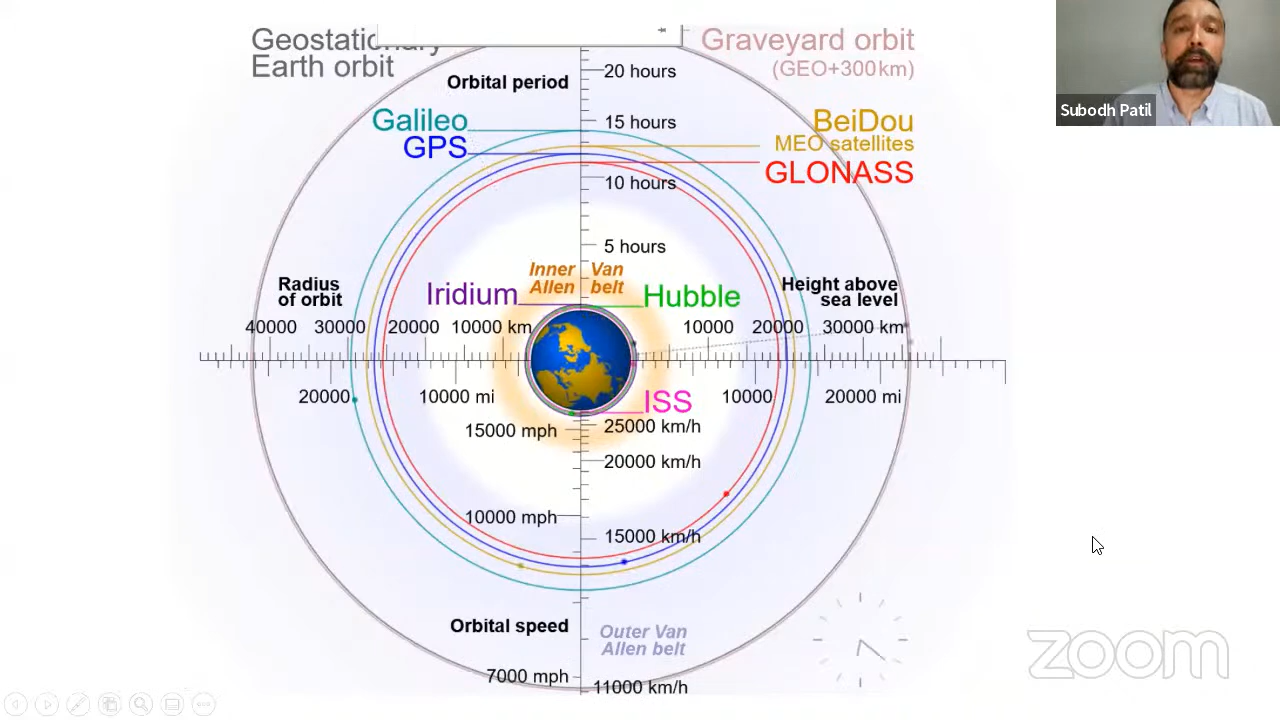 Geostationary
Earth orbit
Graveyard orbit
(GEO+300km)
Subodh Patil
Orbital period
20 hours
15 hours
10 hours
5 hours
Galileo
GPS
BeiDou
MEO satellites
GLONASS
Inner Van
Allen belt
Iridium
Hubble
Radius
of orbit
Height above
sea level
40000 30000 20000 10000 km
10000 20000 30000 km
20000 10000 mi
10000 20000 mi
ISS
15000 mph
25000 km/h
20000 km/h
10000 mph
15000 km/h
Orbital speed
Outer Van
Allen belt
7000 mph
11000 km/h
zoom